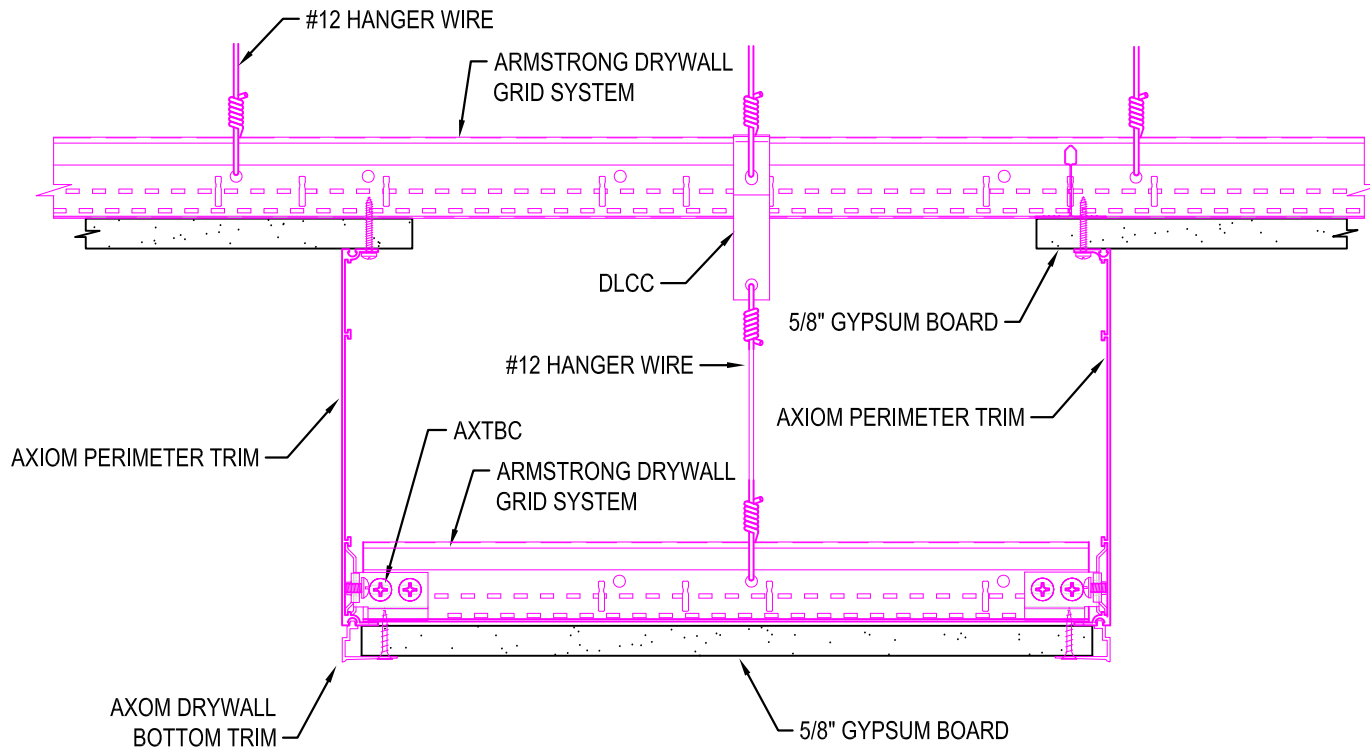 #12 HANGER WIRE
ARMSTRONG DRYWALL
GRID SYSTEM
DLCC
5/8" GYPSUM BOARD
#12 HANGER WIRE
AXIOM PERIMETER TRIM
AXTBC
AXIOM PERIMETER TRIM
ARMSTRONG DRYWALL
GRID SYSTEM
AXOM DRYWALL
BOTTOM TRIM
5/8" GYPSUM BOARD